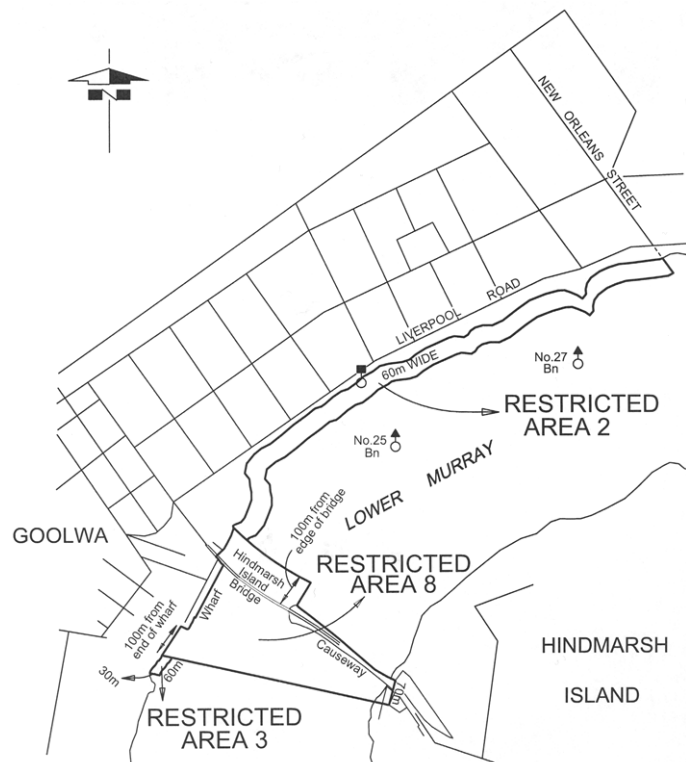 N
NEW ORLEANS STREET
LIVERPOOL ROAD
60m WIDE
No.27
Bn
RESTRICTED
AREA 2
No.25
Bn
LOWER MURRAY
GOOLWA
100m from
edge of bridge
Hindmarsh
Island
Bridge
RESTRICTED
AREA 8
Wharf
100m from
end of wharf
Causeway
HINDMARSH
ISLAND
30m
60m
70m
RESTRICTED
AREA 3